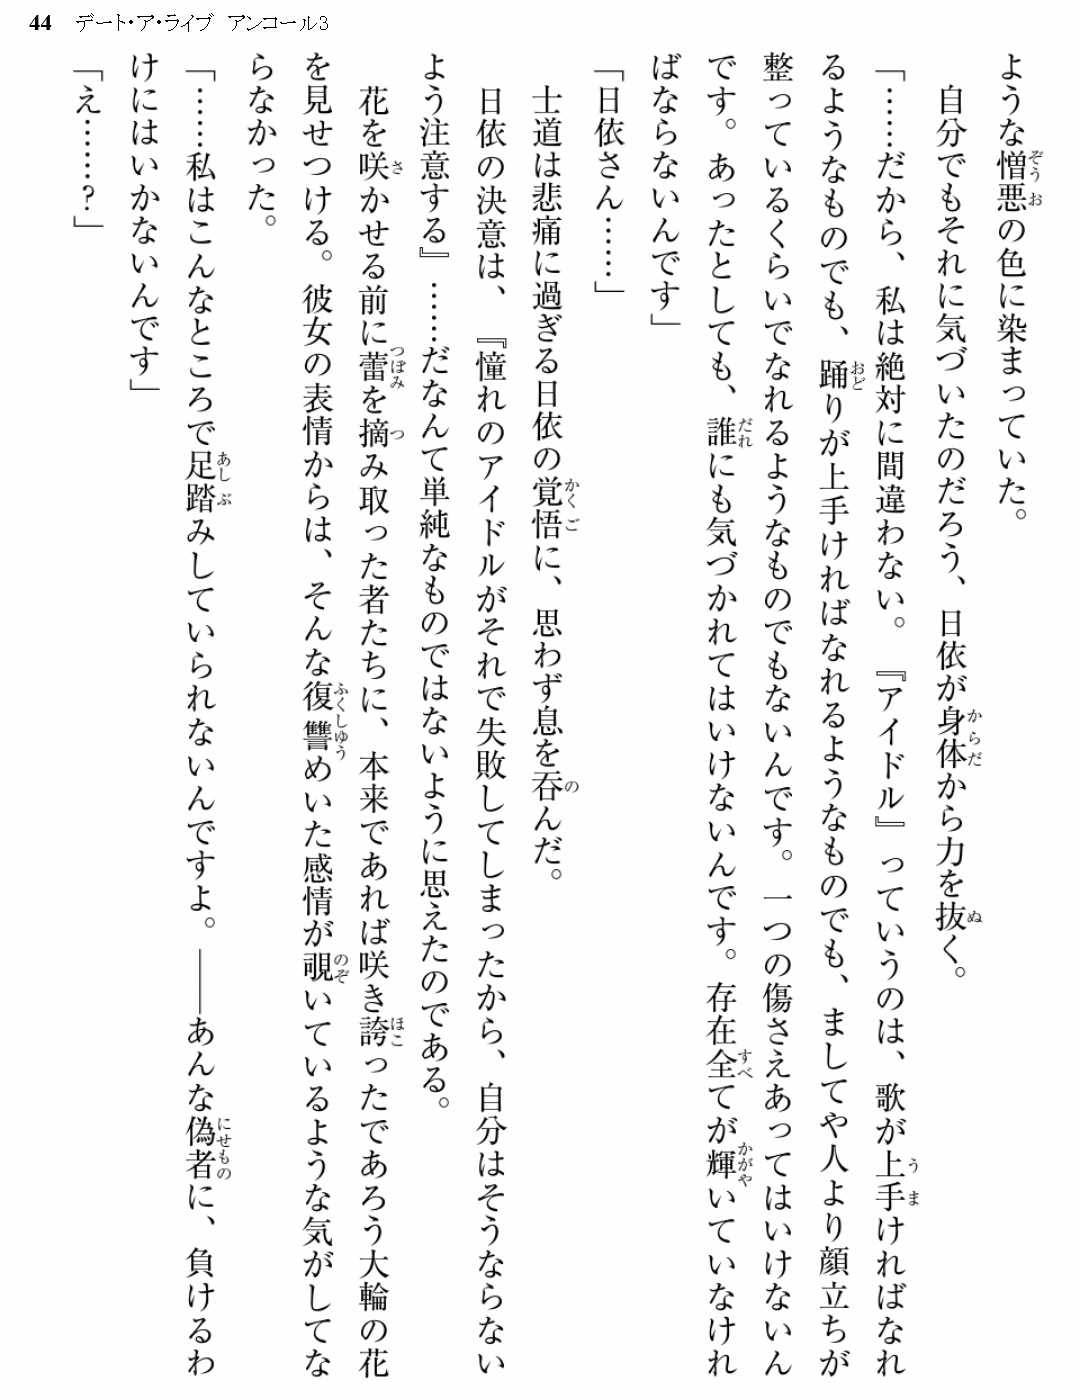 44 デート・ア・ライブ アンコール3
ような憎悪の色に染まっていた。
　自分でもそれに気づいたのだろう、日依が身体から力を抜く。
「……だから、私は絶対に間違わない。『アイドル』っていうのは、歌が上手ければなれ
るようなものでも、踊りが上手ければなれるようなものでも、ましてや人より顔立ちが
整っているくらいでなれるようなものでもないんです。一つの傷さえあってはいけないん
です。あったとしても、誰にも気づかれてはいけないんです。存在全てが輝いていなけれ
ばならないんです」
「日依さん……」
　士道は悲痛に過ぎる日依の覚悟に、思わず息を呑んだ。
　日依の決意は、『憧れのアイドルがそれで失敗してしまったから、自分はそうならない
よう注意する』……だなんて単純なものではないように思えたのである。
　花を咲かせる前に蕾を摘み取った者たちに、本来であれば咲き誇ったであろう大輪の花
を見せつける。彼女の表情からは、そんな復讐めいた感情が覗いているような気がしてな
らなかった。
「……私はこんなところで足踏みしていられないんですよ。――あんな偽者に、負けるわ
けにはいかないんです」
「え……？」